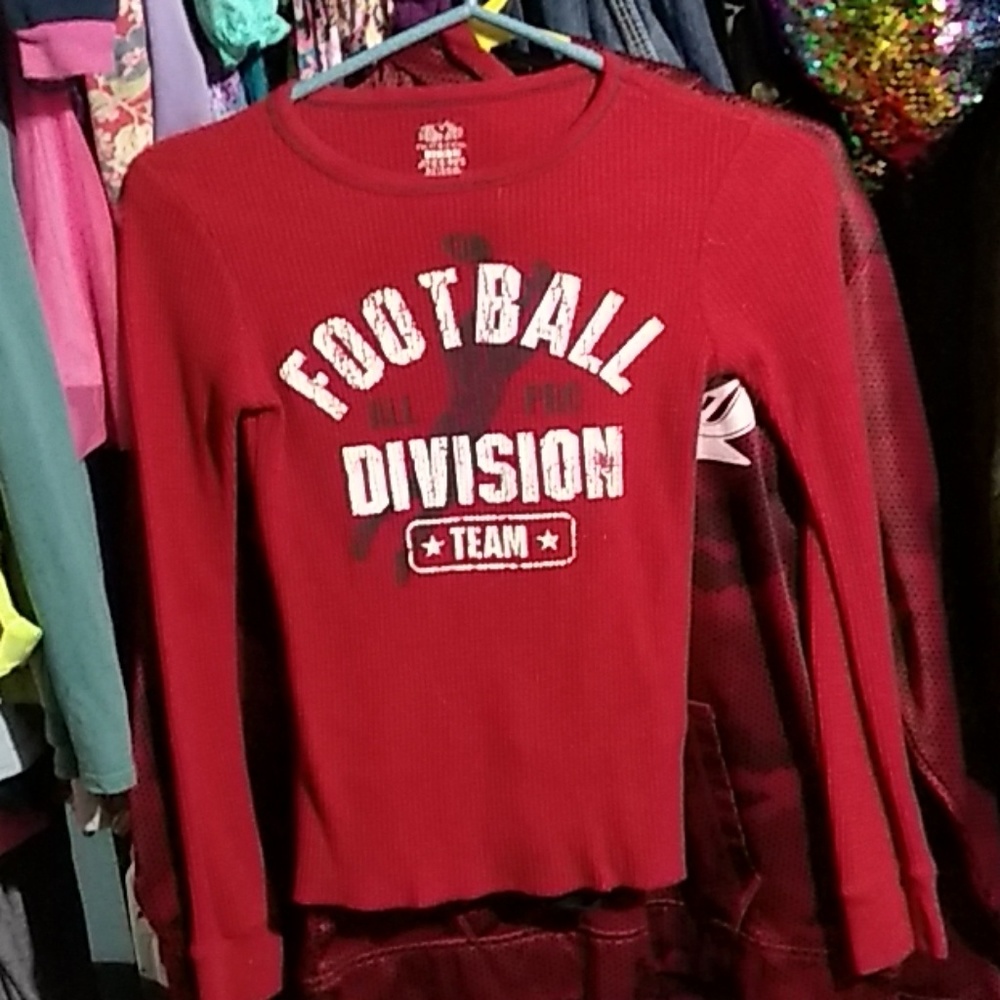 FOOTBALL
ALL PRO
DIVISION
★ TEAM ★